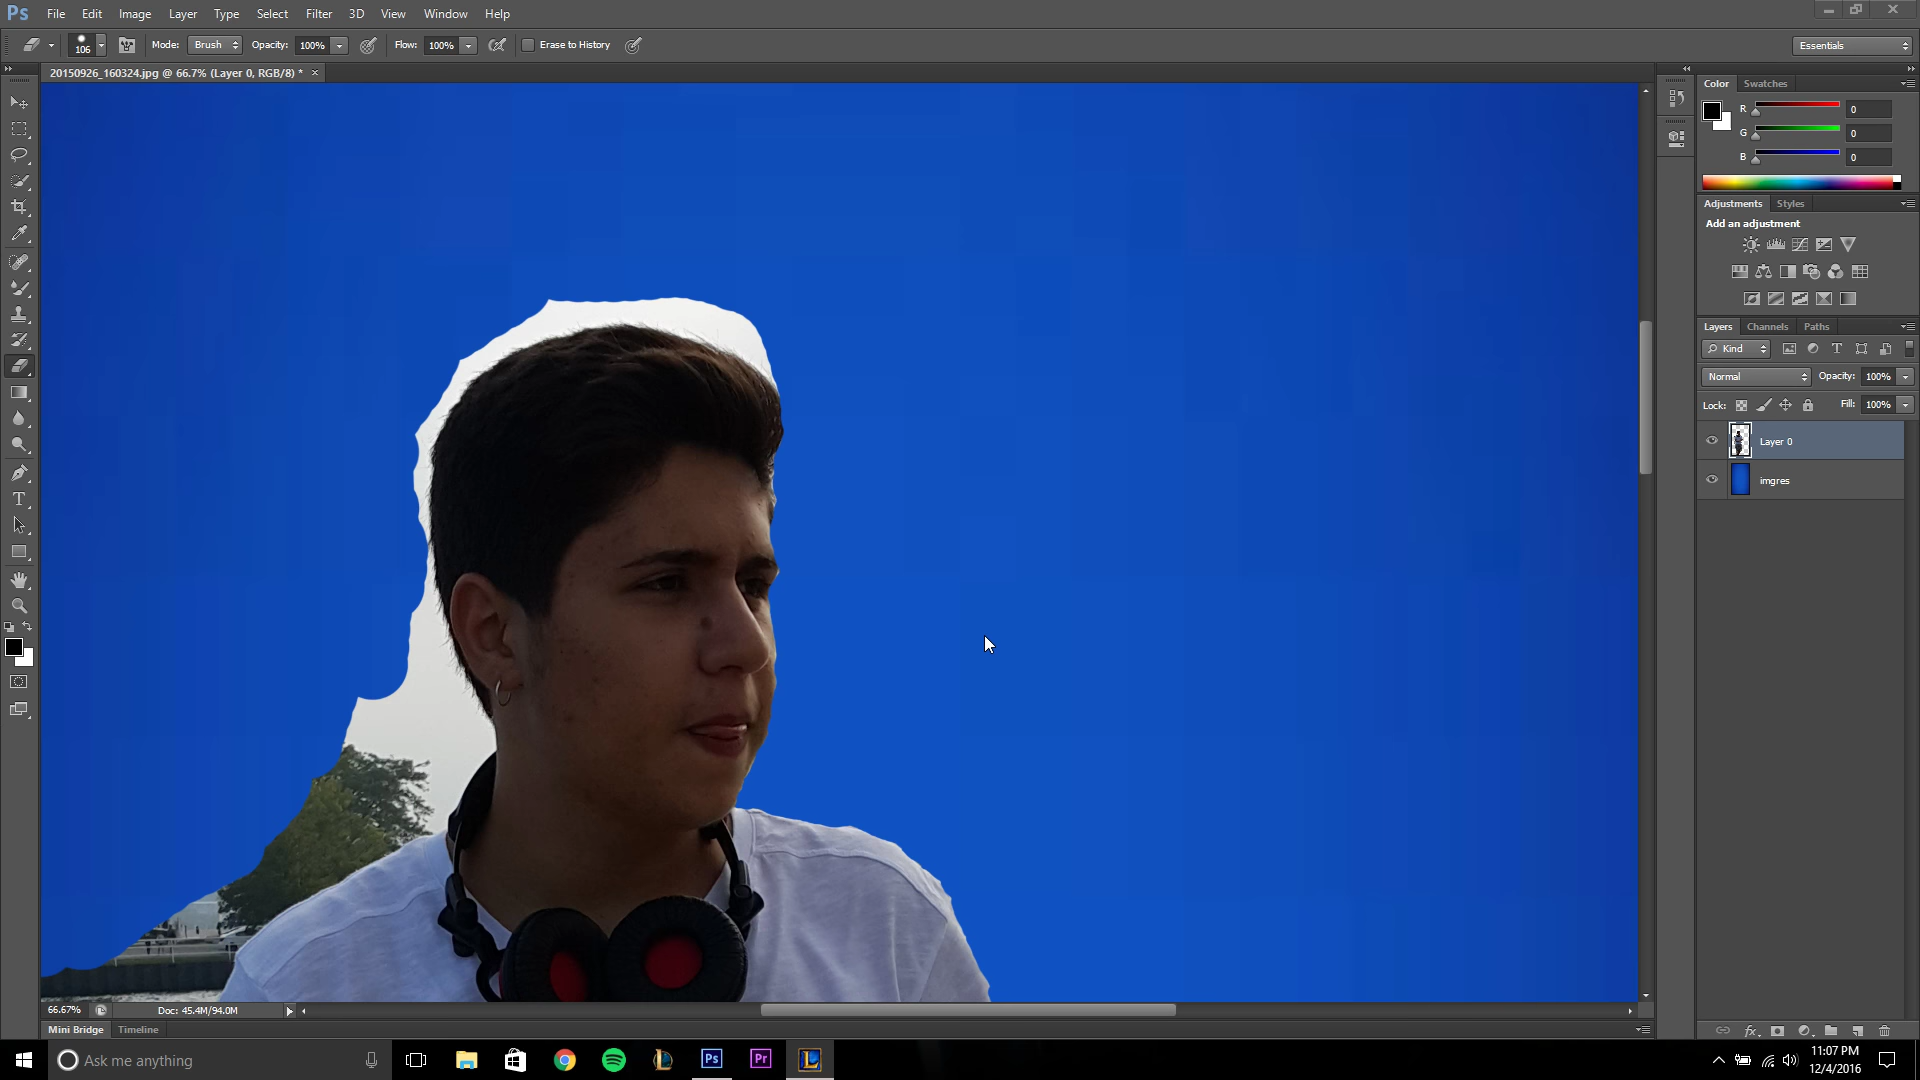 Ps File Edit Image Layer Type Select Filter 3D View Window Help
106 Mode: Brush Opacity: 100% Flow: 100% Erase to History Essentials
20150926_160324.jpg @ 66.7% (Layer 0, RGB/8) *
Color Swatches
R 0
G 0
B 0
Adjustments Styles
Add an adjustment
Layers Channels Paths
Kind
Normal Opacity: 100%
Lock: Fill: 100%
Layer 0
imgres
66.67% Doc: 45.4M/94.0M
Mini Bridge Timeline
Ask me anything Ps Pr L
11:07 PM
12/4/2016